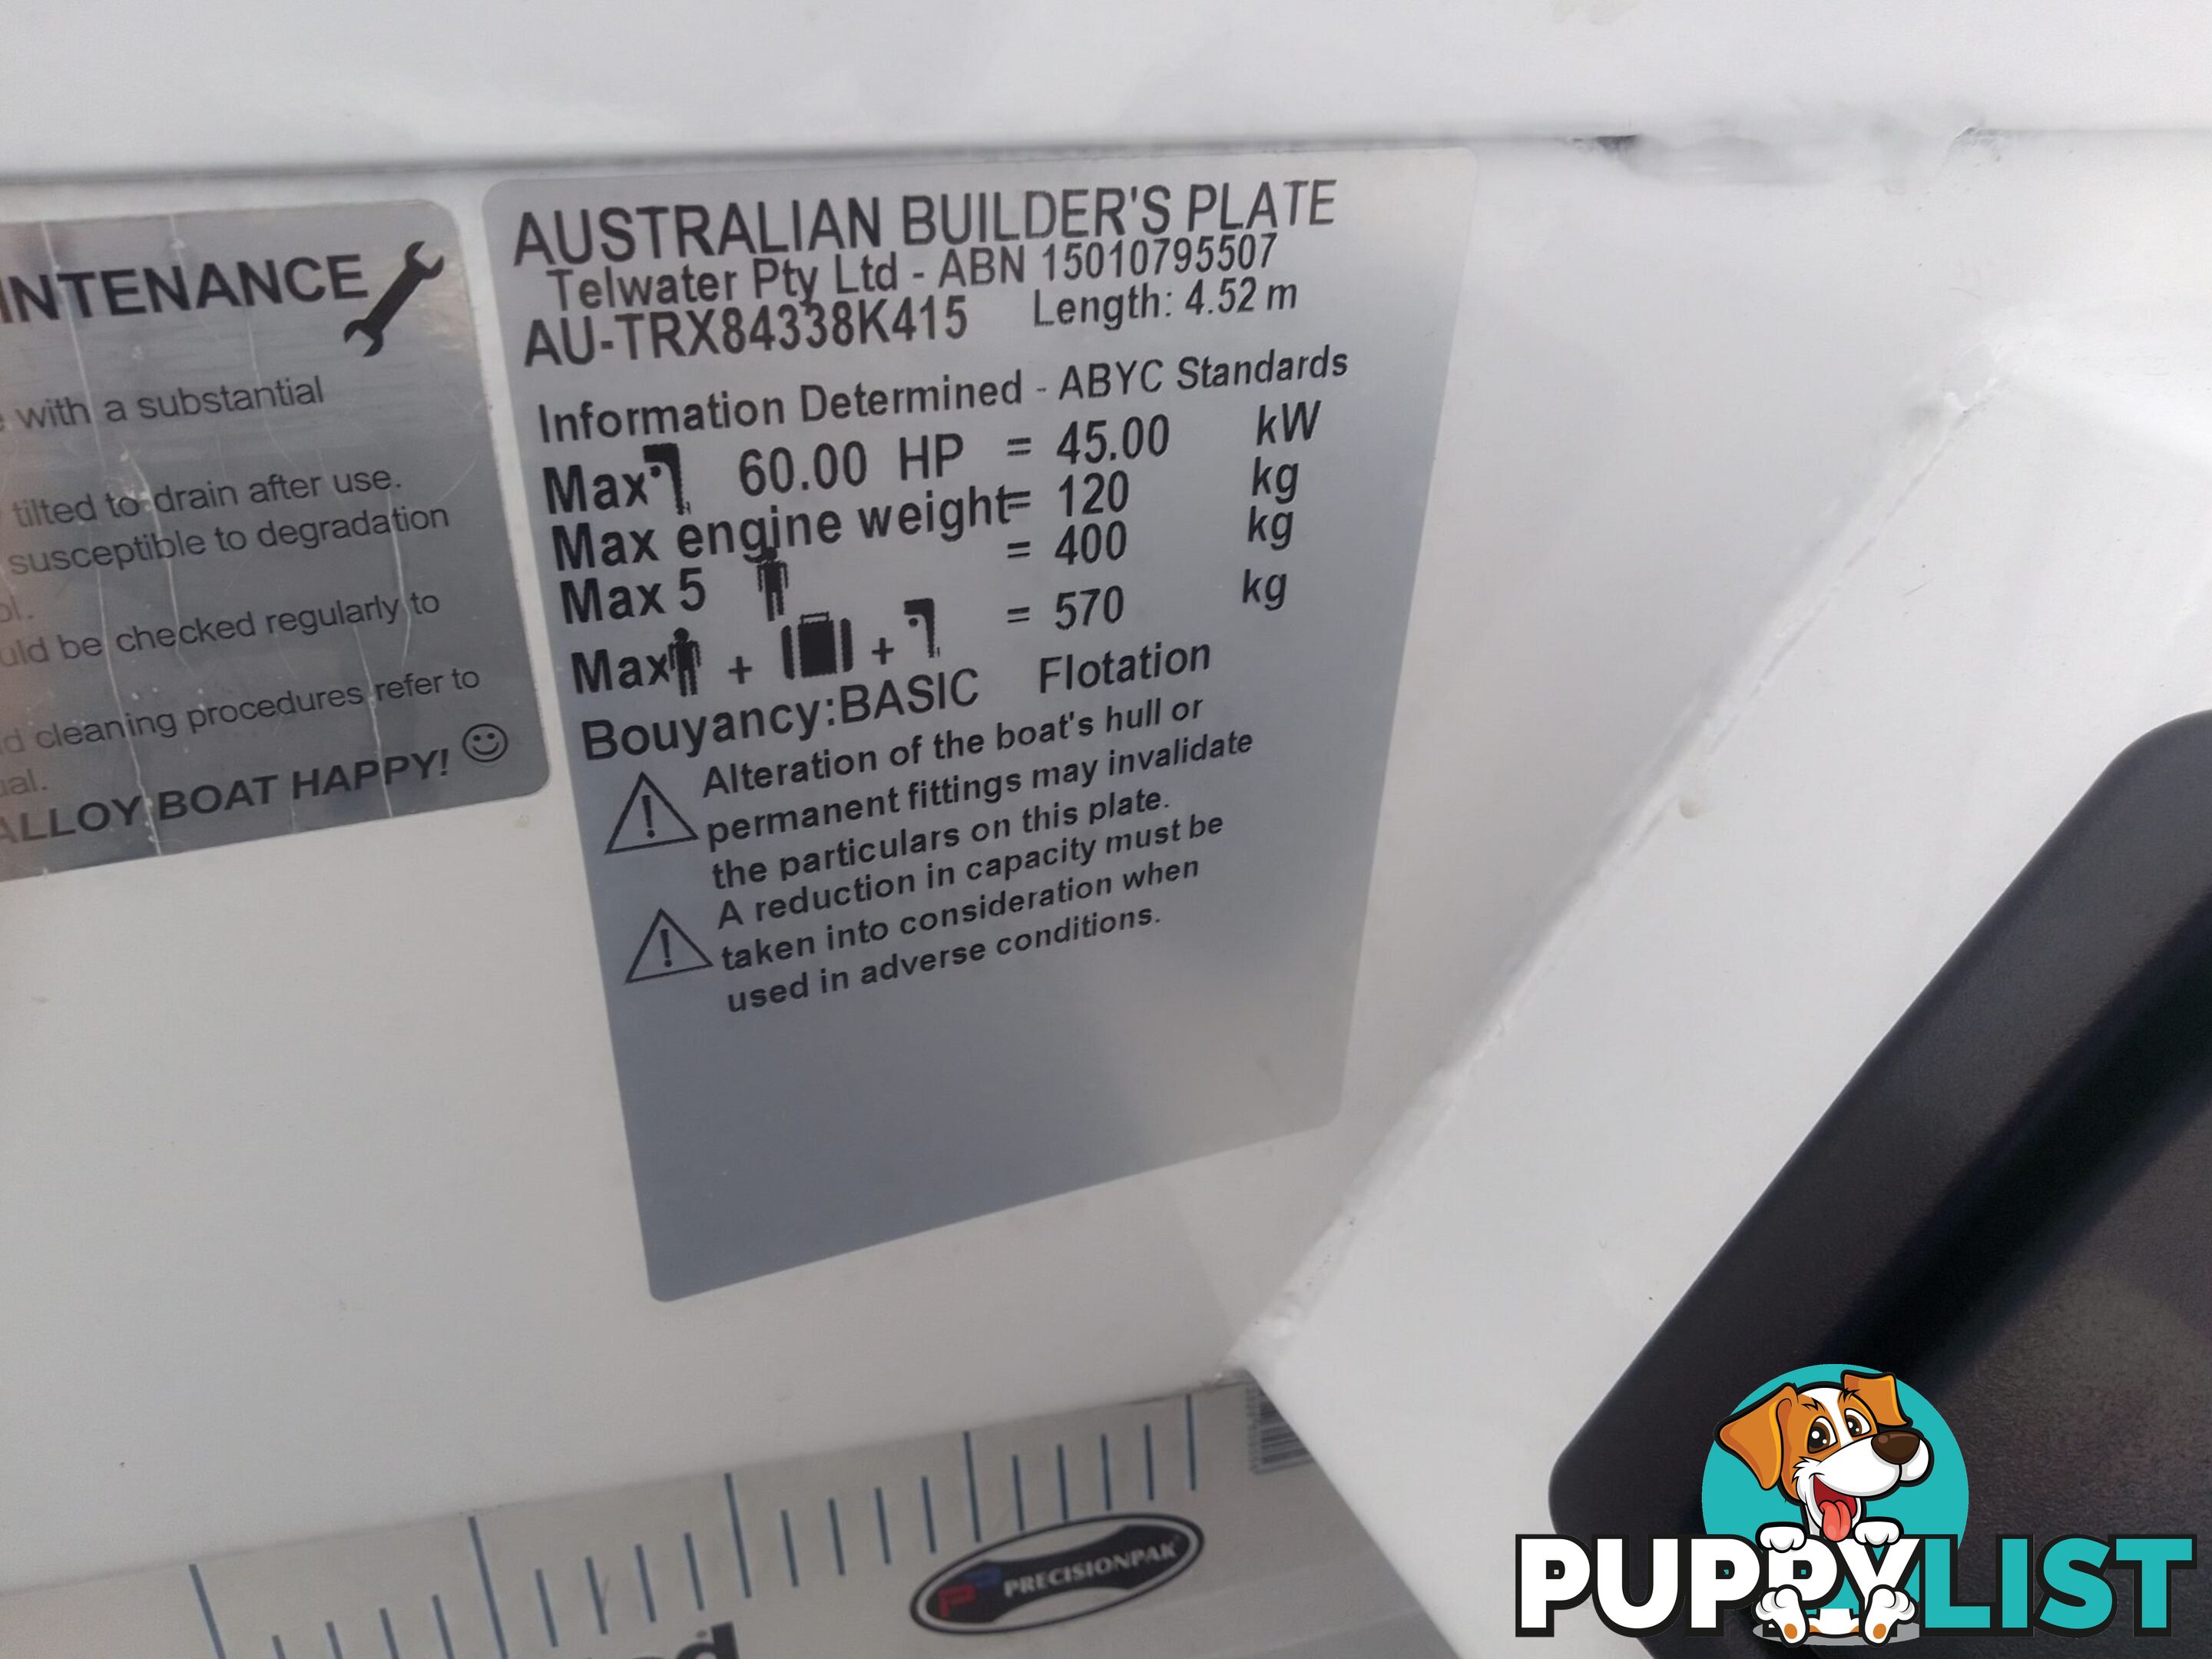 INTENANCE
with a substantial
tilted to drain after use.
susceptible to degradation
be checked regularly to
cleaning procedures refer to
ALLOY BOAT HAPPY!
AUSTRALIAN BUILDER'S PLATE
Telwater Pty Ltd - ABN 15010795507
AU-TRX84338K415 Length: 4.52 m
Information Determined - ABYC Standards
Max 60.00 HP = 45.00 kW
Max engine weight= 120 kg
Max 5 = 400 kg
Max + + = 570 kg
Bouyancy:BASIC Flotation
Alteration of the boat's hull or
permanent fittings may invalidate
the particulars on this plate.
A reduction in capacity must be
taken into consideration when
used in adverse conditions.
PRECISIONPAK
PUPPYLIST